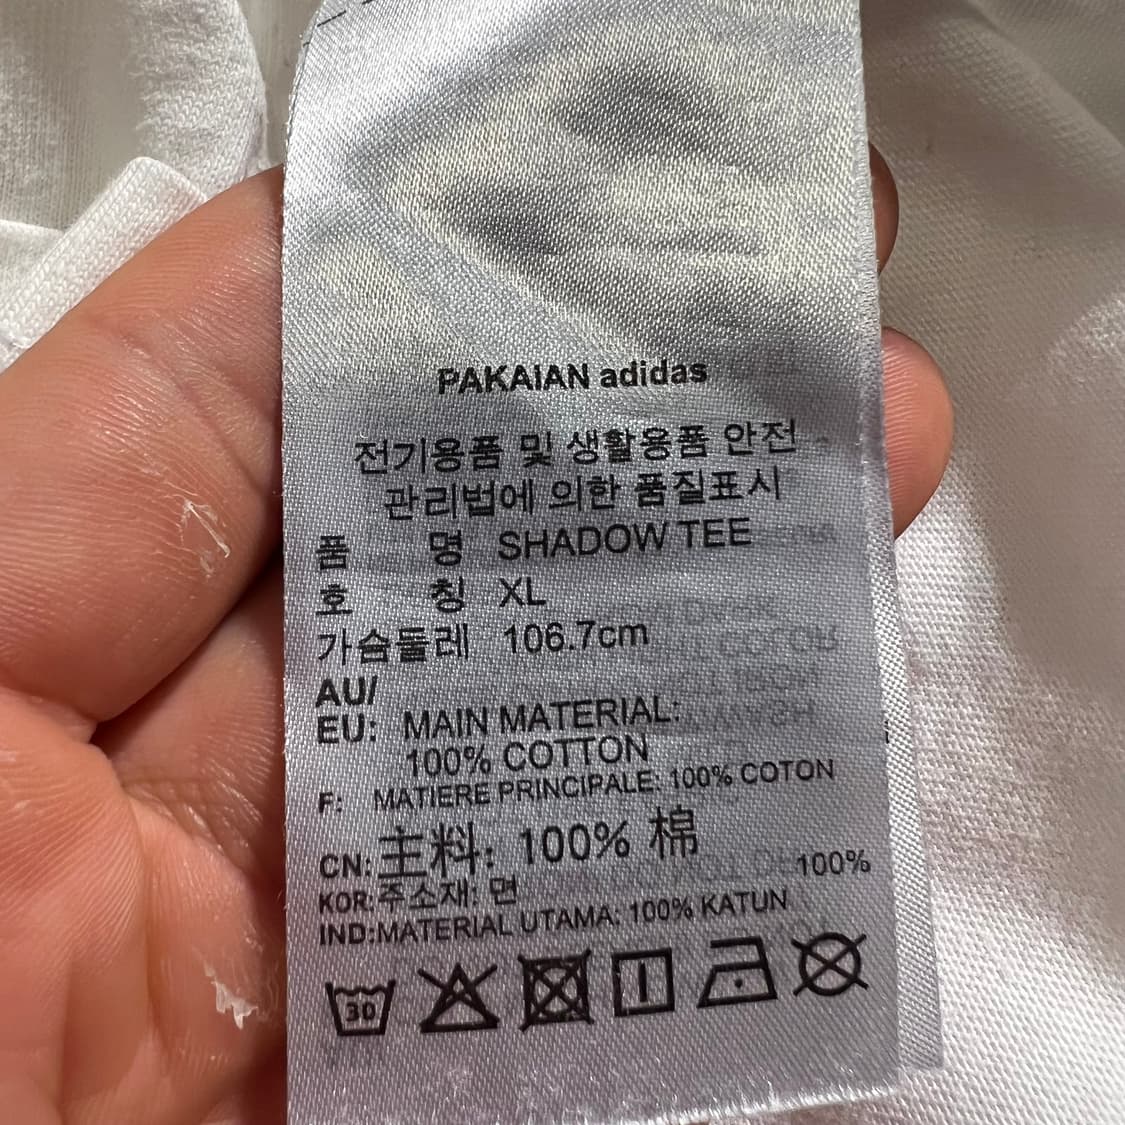 PAKAIAN adidas
전기용품 및 생활용품 안전
관리법에 의한 품질표시
품 명 SHADOW TEE
호 칭 XL
가슴둘레 106.7cm
AU/
EU: MAIN MATERIAL:
100% COTTON
F: MATIERE PRINCIPALE: 100% COTON
CN: 主料: 100% 棉
KOR: 주소재: 면 100%
IND:MATERIAL UTAMA: 100% KATUN
30